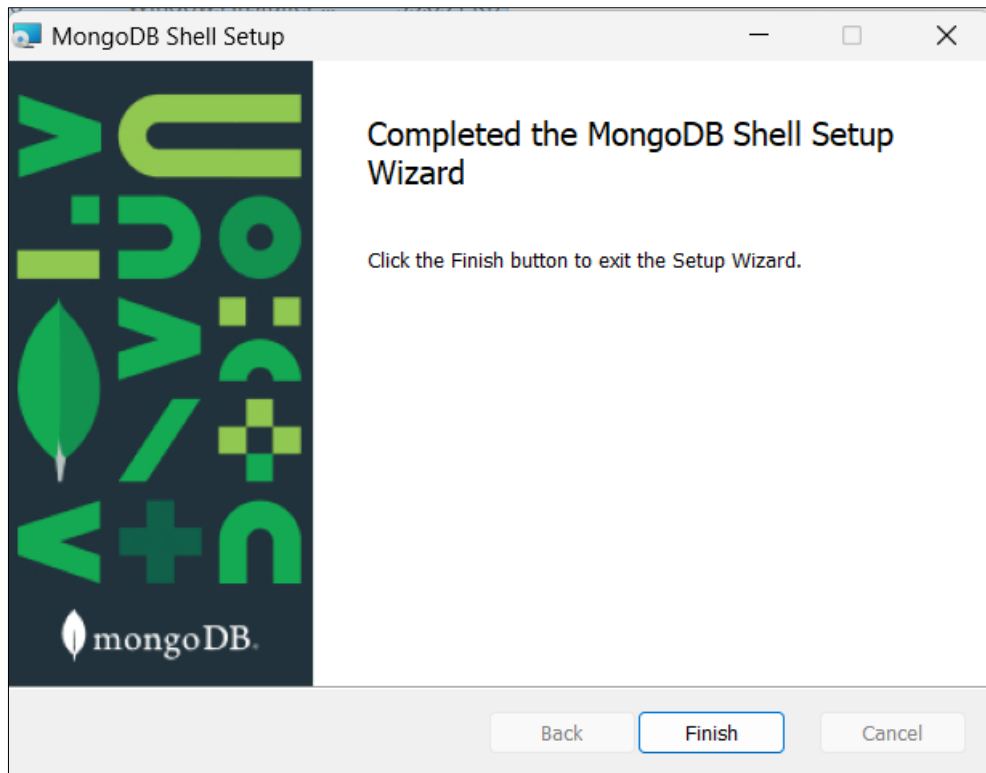 MongoDB Shell Setup
Completed the MongoDB Shell Setup
Wizard
Click the Finish button to exit the Setup Wizard.
mongoDB.
Back
Finish
Cancel